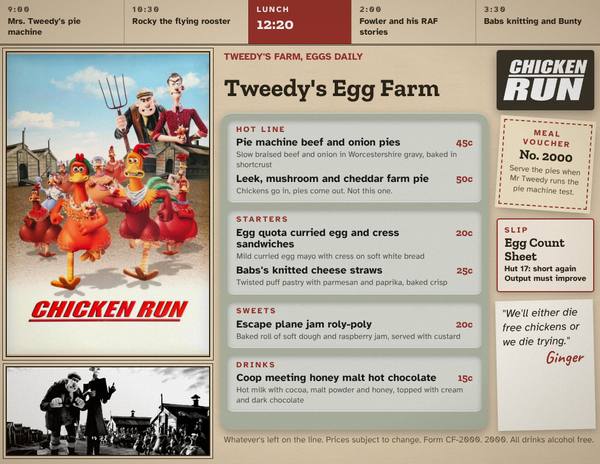 9:00
Mrs. Tweedy's pie
machine
10:30
Rocky the flying rooster
LUNCH
12:20
2:00
Fowler and his RAF
stories
3:30
Babs knitting and Bunty
TWEEDY'S FARM, EGGS DAILY
Tweedy's Egg Farm
HOT LINE
Pie machine beef and onion pies 45c
Slow braised beef and onion in Worcestershire gravy, baked in
shortcrust
Leek, mushroom and cheddar farm pie 50c
Chickens go in, pies come out. Not this one.
STARTERS
Egg quota curried egg and cress 20c
sandwiches
Mild curried egg mayo with cress on soft white bread
Babs's knitted cheese straws 25c
Twisted puff pastry with parmesan and paprika, baked crisp
SWEETS
Escape plane jam roly-poly 20c
Baked roll of soft dough and raspberry jam, served with custard
DRINKS
Coop meeting honey malt hot chocolate 15c
Hot milk with cocoa, malt powder and honey, topped with cream
and dark chocolate
Whatever's left on the line. Prices subject to change. Form CF-2000, 2000. All drinks alcohol free.
CHICKEN RUN
CHICKEN
RUN
MEAL
VOUCHER
No. 2000
Serve the pies when
Mr Tweedy runs the
pie machine test.
SLIP
Egg Count
Sheet
Hut 17: short again
Output must improve
"We'll either die
free chickens or
we die trying."
Ginger